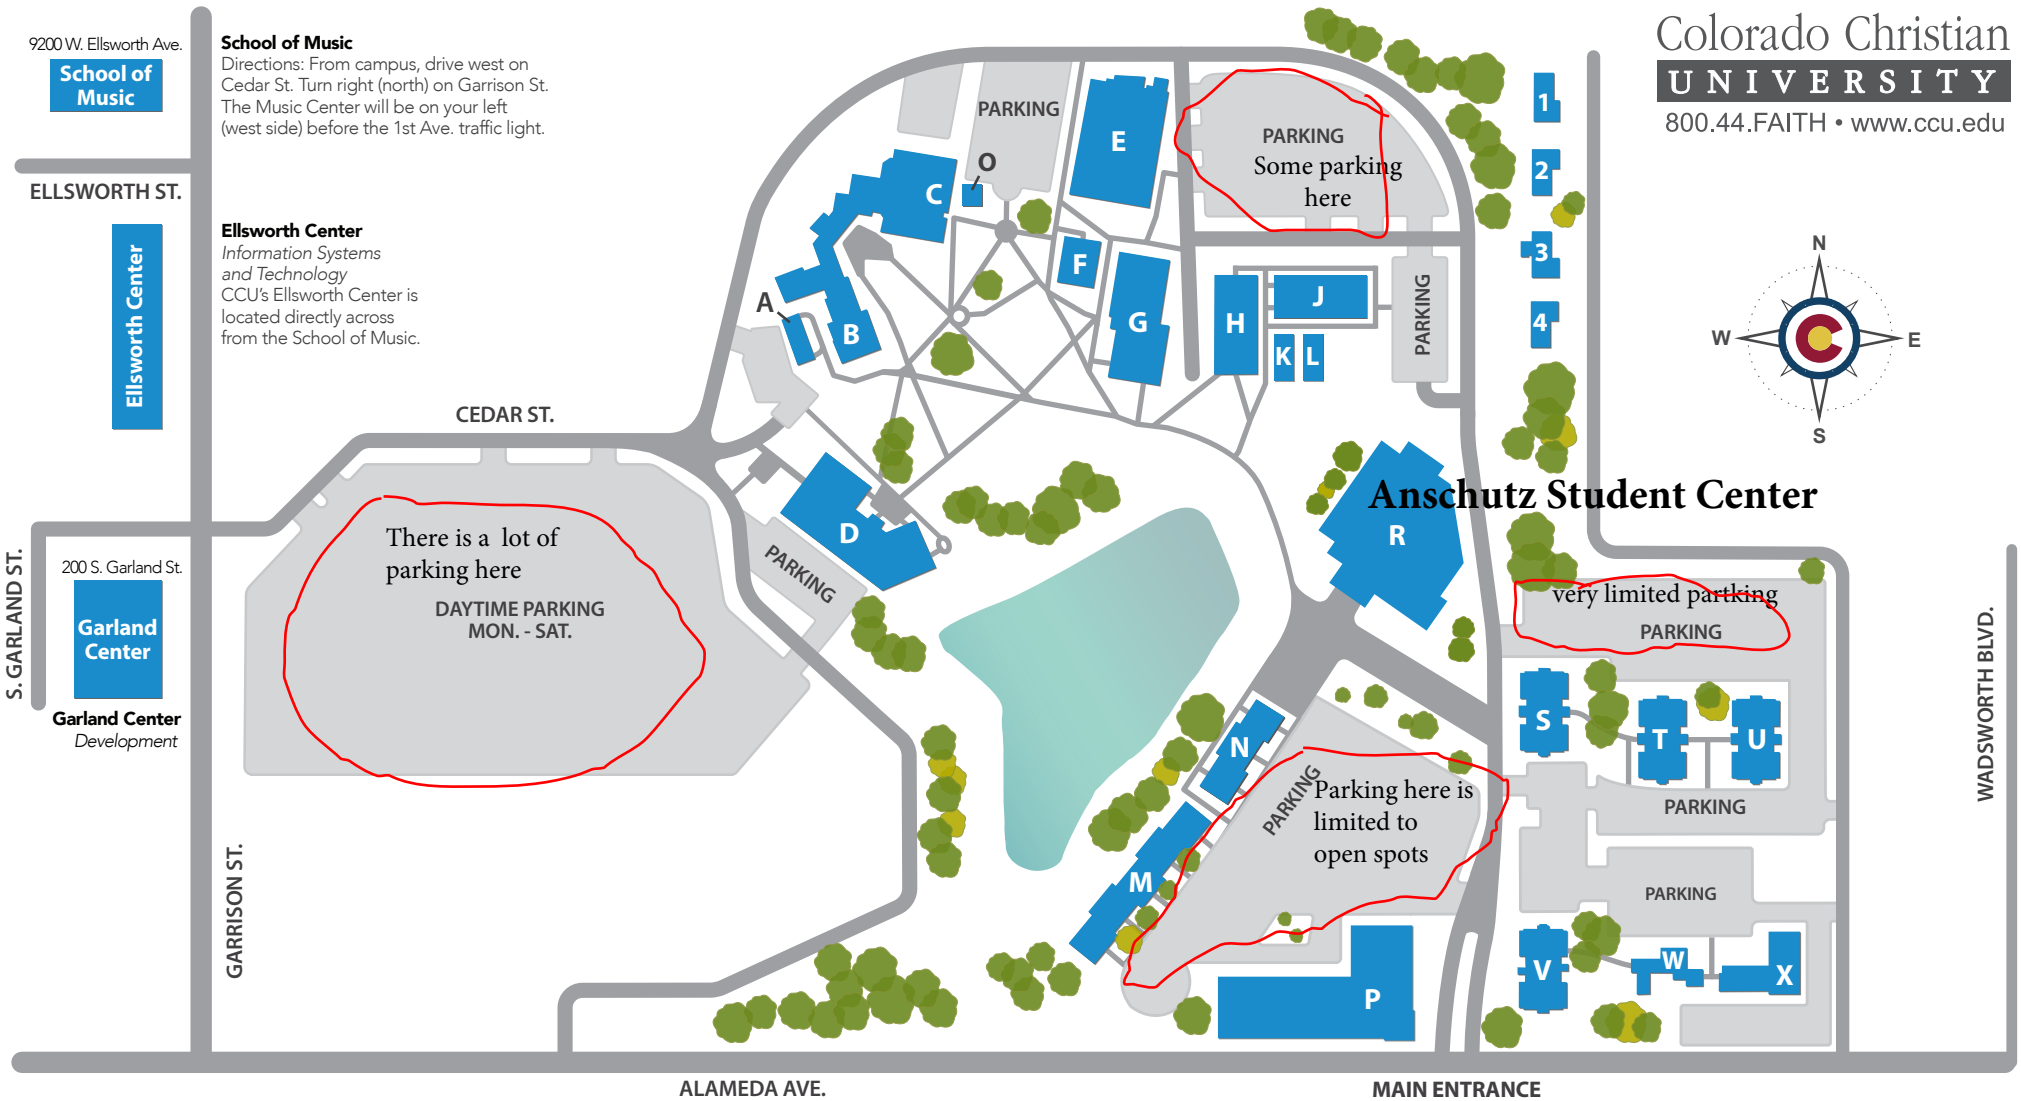 9200 W. Ellsworth Ave.
School of
Music
School of Music
Directions: From campus, drive west on
Cedar St. Turn right (north) on Garrison St.
The Music Center will be on your left
(west side) before the 1st Ave. traffic light.
Colorado Christian
UNIVERSITY
800.44.FAITH • www.ccu.edu
ELLSWORTH ST.
Ellsworth Center
Ellsworth Center
Information Systems
and Technology
CCU's Ellsworth Center is
located directly across
from the School of Music.
PARKING
E
O
C
PARKING
Some parking
here
1
2
3
4
F
G
A
B
H
J
K
L
PARKING
N
W
E
S
CEDAR ST.
There is a lot of
parking here
DAYTIME PARKING
MON. - SAT.
D
PARKING
Anschutz Student Center
R
very limited partking
PARKING
S. GARLAND ST.
200 S. Garland St.
Garland
Center
Garland Center
Development
GARRISON ST.
S
T
U
PARKING
WADSWORTH BLVD.
N
PARKING
Parking here is
limited to
open spots
M
P
PARKING
V
W
X
ALAMEDA AVE.
MAIN ENTRANCE